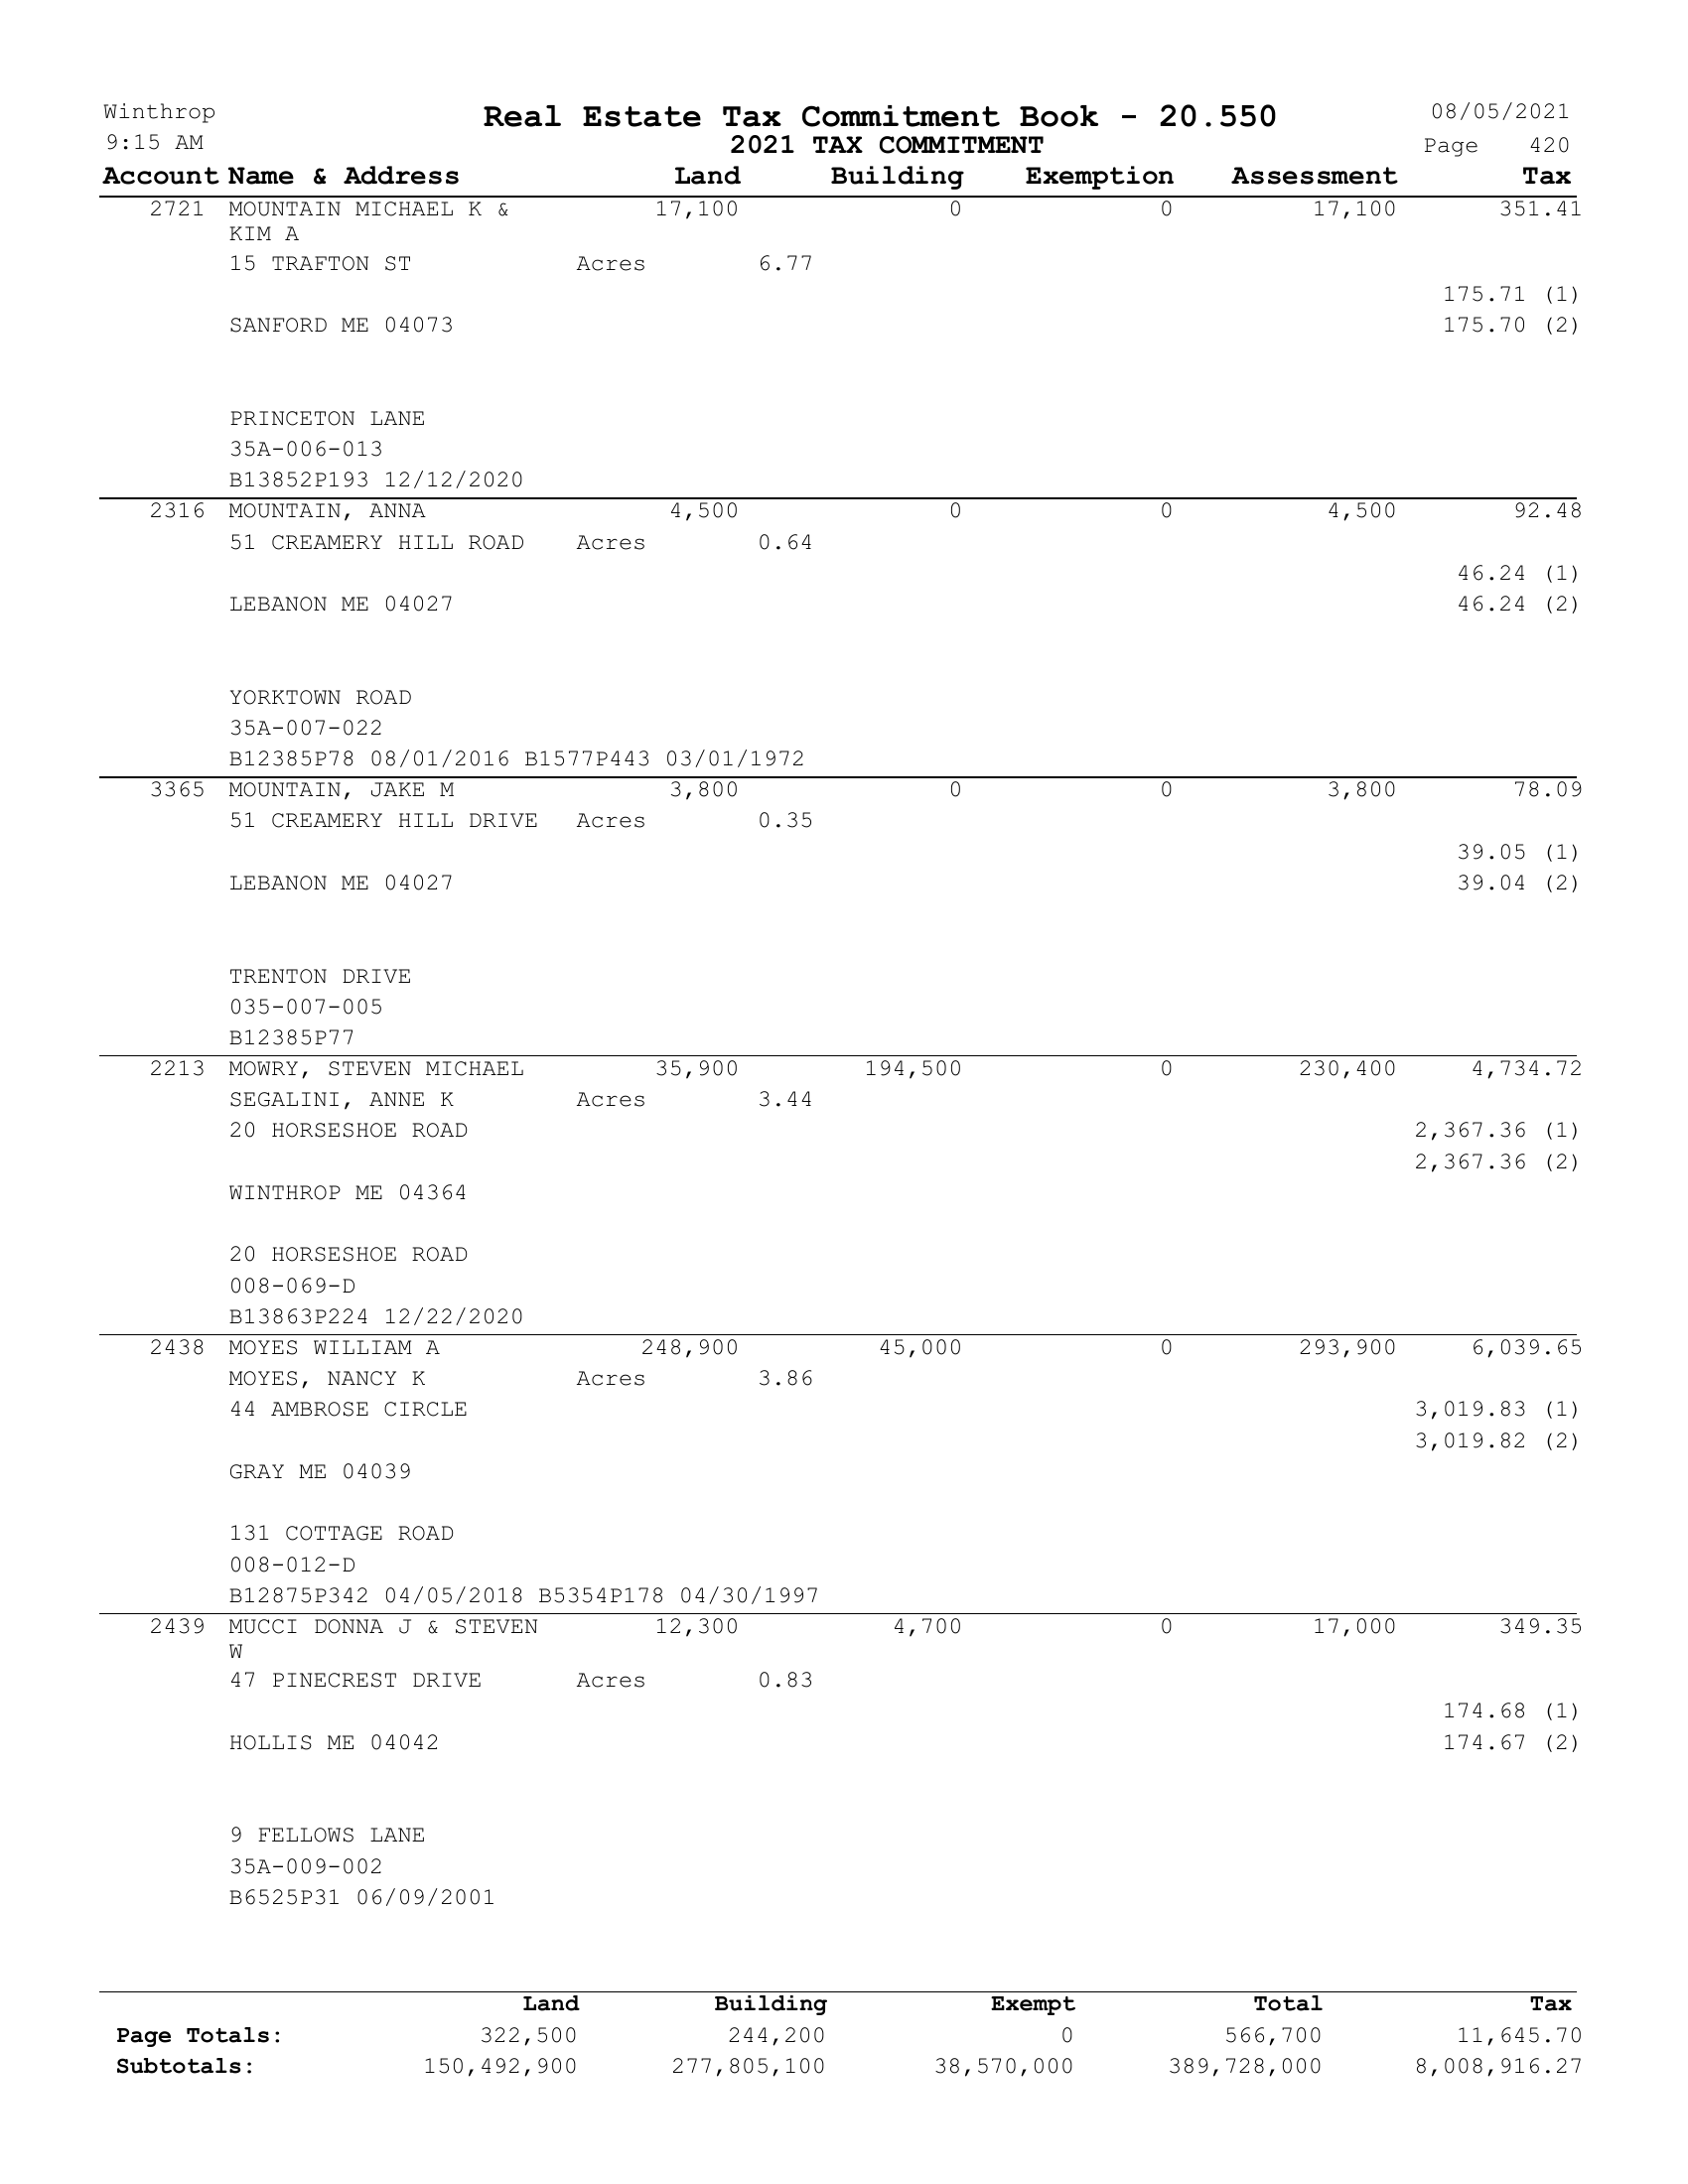 Winthrop Real Estate Tax Commitment Book - 20.550 08/05/2021
9:15 AM 2021 TAX COMMITMENT Page 420
Account Name & Address Land Building Exemption Assessment Tax
2721 MOUNTAIN MICHAEL K & 17,100 0 0 17,100 351.41
KIM A
15 TRAFTON ST Acres 6.77
175.71 (1)
SANFORD ME 04073 175.70 (2)
PRINCETON LANE
35A-006-013
B13852P193 12/12/2020
2316 MOUNTAIN, ANNA 4,500 0 0 4,500 92.48
51 CREAMERY HILL ROAD Acres 0.64
46.24 (1)
LEBANON ME 04027 46.24 (2)
YORKTOWN ROAD
35A-007-022
B12385P78 08/01/2016 B1577P443 03/01/1972
3365 MOUNTAIN, JAKE M 3,800 0 0 3,800 78.09
51 CREAMERY HILL DRIVE Acres 0.35
39.05 (1)
LEBANON ME 04027 39.04 (2)
TRENTON DRIVE
035-007-005
B12385P77
2213 MOWRY, STEVEN MICHAEL 35,900 194,500 0 230,400 4,734.72
SEGALINI, ANNE K Acres 3.44
20 HORSESHOE ROAD 2,367.36 (1)
2,367.36 (2)
WINTHROP ME 04364
20 HORSESHOE ROAD
008-069-D
B13863P224 12/22/2020
2438 MOYES WILLIAM A 248,900 45,000 0 293,900 6,039.65
MOYES, NANCY K Acres 3.86
44 AMBROSE CIRCLE 3,019.83 (1)
3,019.82 (2)
GRAY ME 04039
131 COTTAGE ROAD
008-012-D
B12875P342 04/05/2018 B5354P178 04/30/1997
2439 MUCCI DONNA J & STEVEN 12,300 4,700 0 17,000 349.35
W
47 PINECREST DRIVE Acres 0.83
174.68 (1)
HOLLIS ME 04042 174.67 (2)
9 FELLOWS LANE
35A-009-002
B6525P31 06/09/2001
Land Building Exempt Total Tax
Page Totals: 322,500 244,200 0 566,700 11,645.70
Subtotals: 150,492,900 277,805,100 38,570,000 389,728,000 8,008,916.27